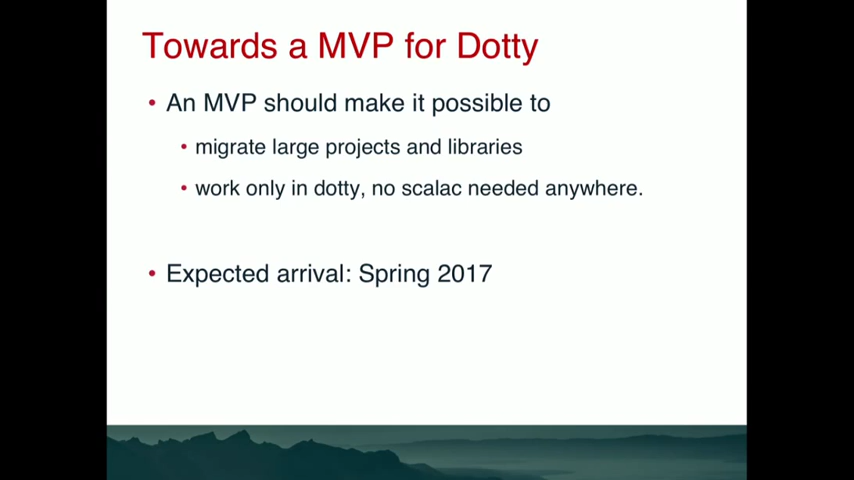 Towards a MVP for Dotty
• An MVP should make it possible to
• migrate large projects and libraries
• work only in dotty, no scalac needed anywhere.
• Expected arrival: Spring 2017